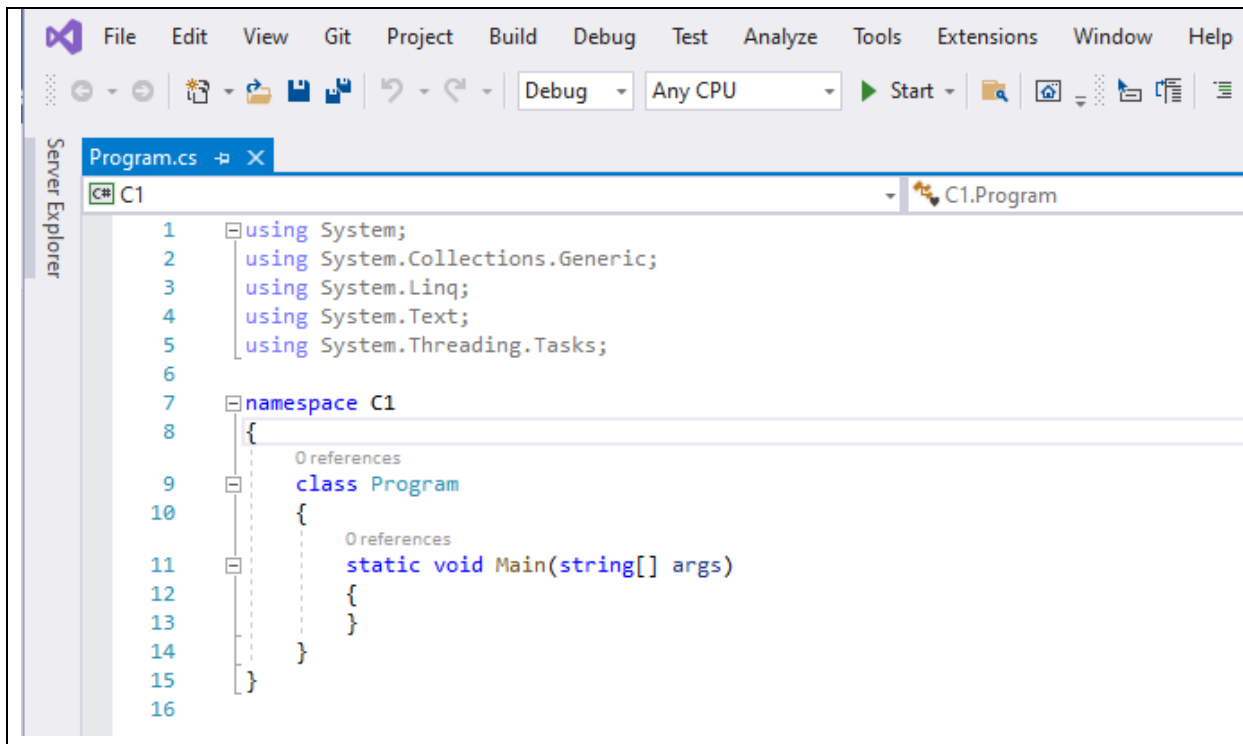 File Edit View Git Project Build Debug Test Analyze Tools Extensions Window Help
Debug Any CPU Start
Server Explorer
Program.cs
C# C1 C1.Program
1 using System;
2 using System.Collections.Generic;
3 using System.Linq;
4 using System.Text;
5 using System.Threading.Tasks;
6
7 namespace C1
8 {
0 references
9 class Program
10 {
0 references
11 static void Main(string[] args)
12 {
13 }
14 }
15 }
16